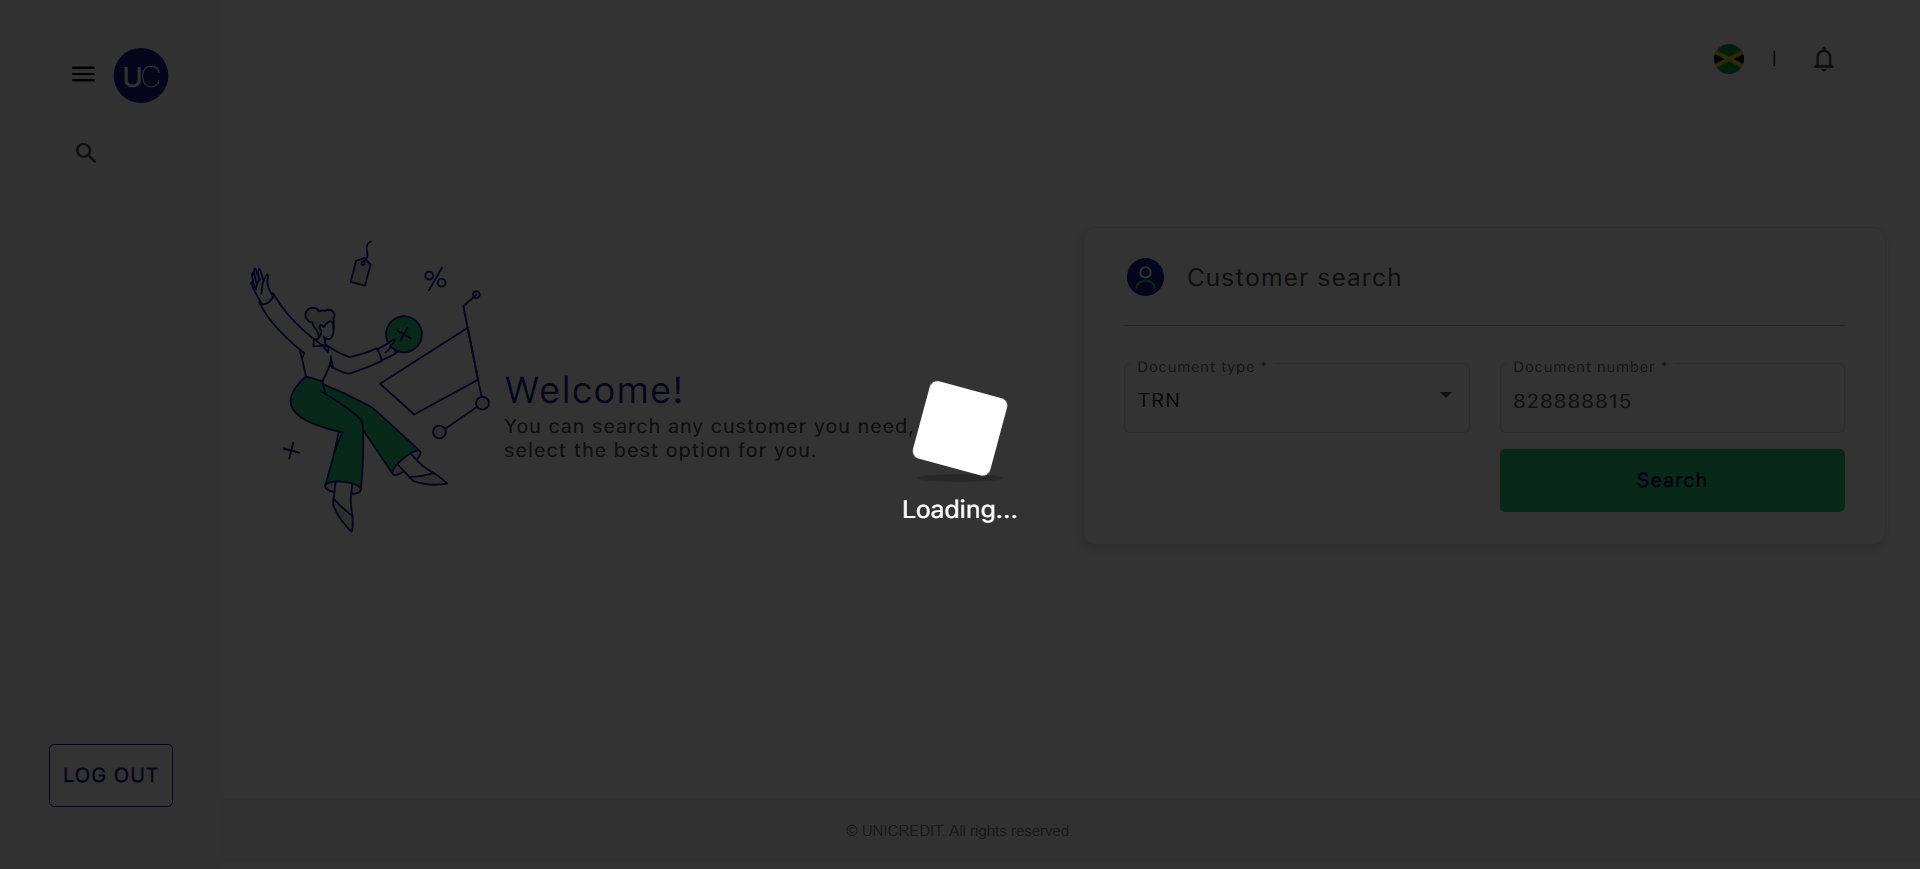 UC
Customer search
Document type *
TRN
Document number *
828888815
Search
Welcome!
You can search any customer you need,
select the best option for you.
Loading...
LOG OUT
© UNICREDIT. All rights reserved.